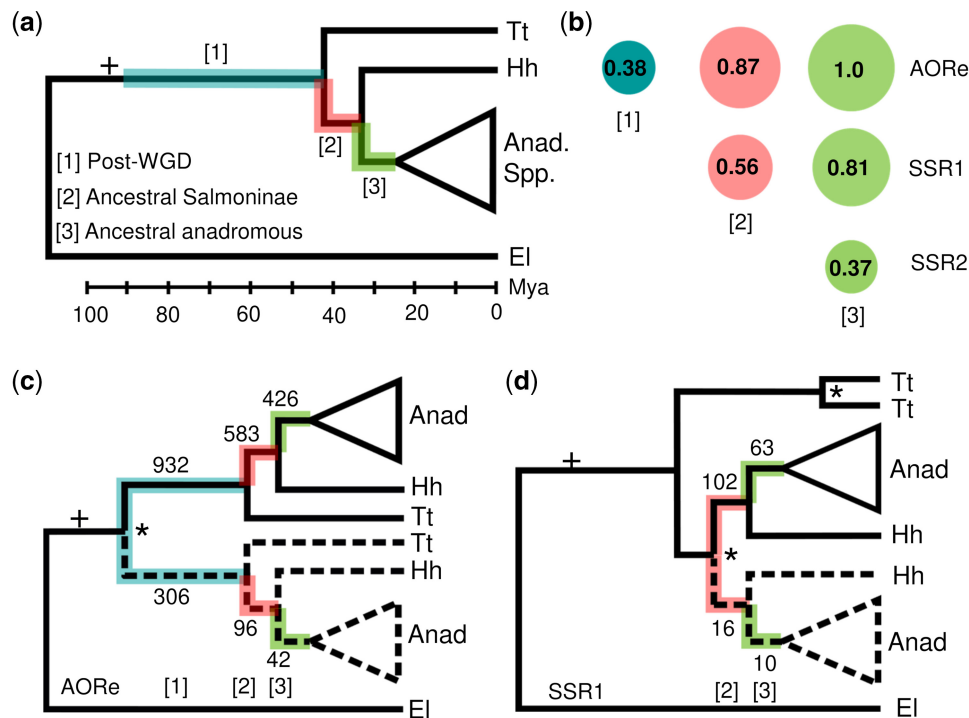 (a)
+
[1]
Tt
Hh
[2]
[3]
Anad.
Spp.
[1] Post-WGD
[2] Ancestral Salmoninae
[3] Ancestral anadromous
El
Mya
100 80 60 40 20 0
(b)
0.38 0.87 1.0 AORe
[1]
0.56 0.81 SSR1
[2]
0.37 SSR2
[3]
(c)
426
Anad
583
932
Hh
+
Tt
*
Tt
Hh
306
96
Anad
42
AORe [1] [2] [3]
El
(d)
Tt
*
Tt
63
+
102
Anad
Hh
*
Hh
16
Anad
10
SSR1 [2] [3]
El